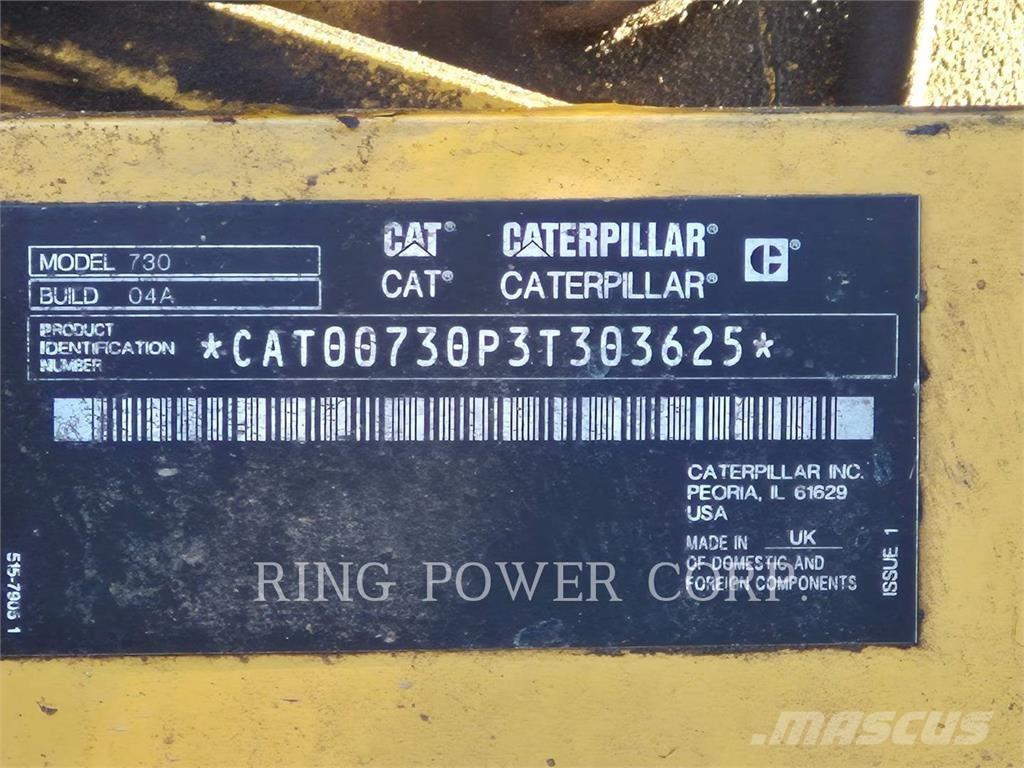 CAT® CATERPILLAR® C®
CAT® CATERPILLAR®
MODEL 730
BUILD 04A
PRODUCT
IDENTIFICATION
NUMBER
*CAT00730P3T303625*
CATERPILLAR INC.
PEORIA, IL 61629
USA
MADE IN UK
OF DOMESTIC AND
FOREIGN COMPONENTS
ISSUE 1
515-7906 1
RING POWER CORP.
MASCUS